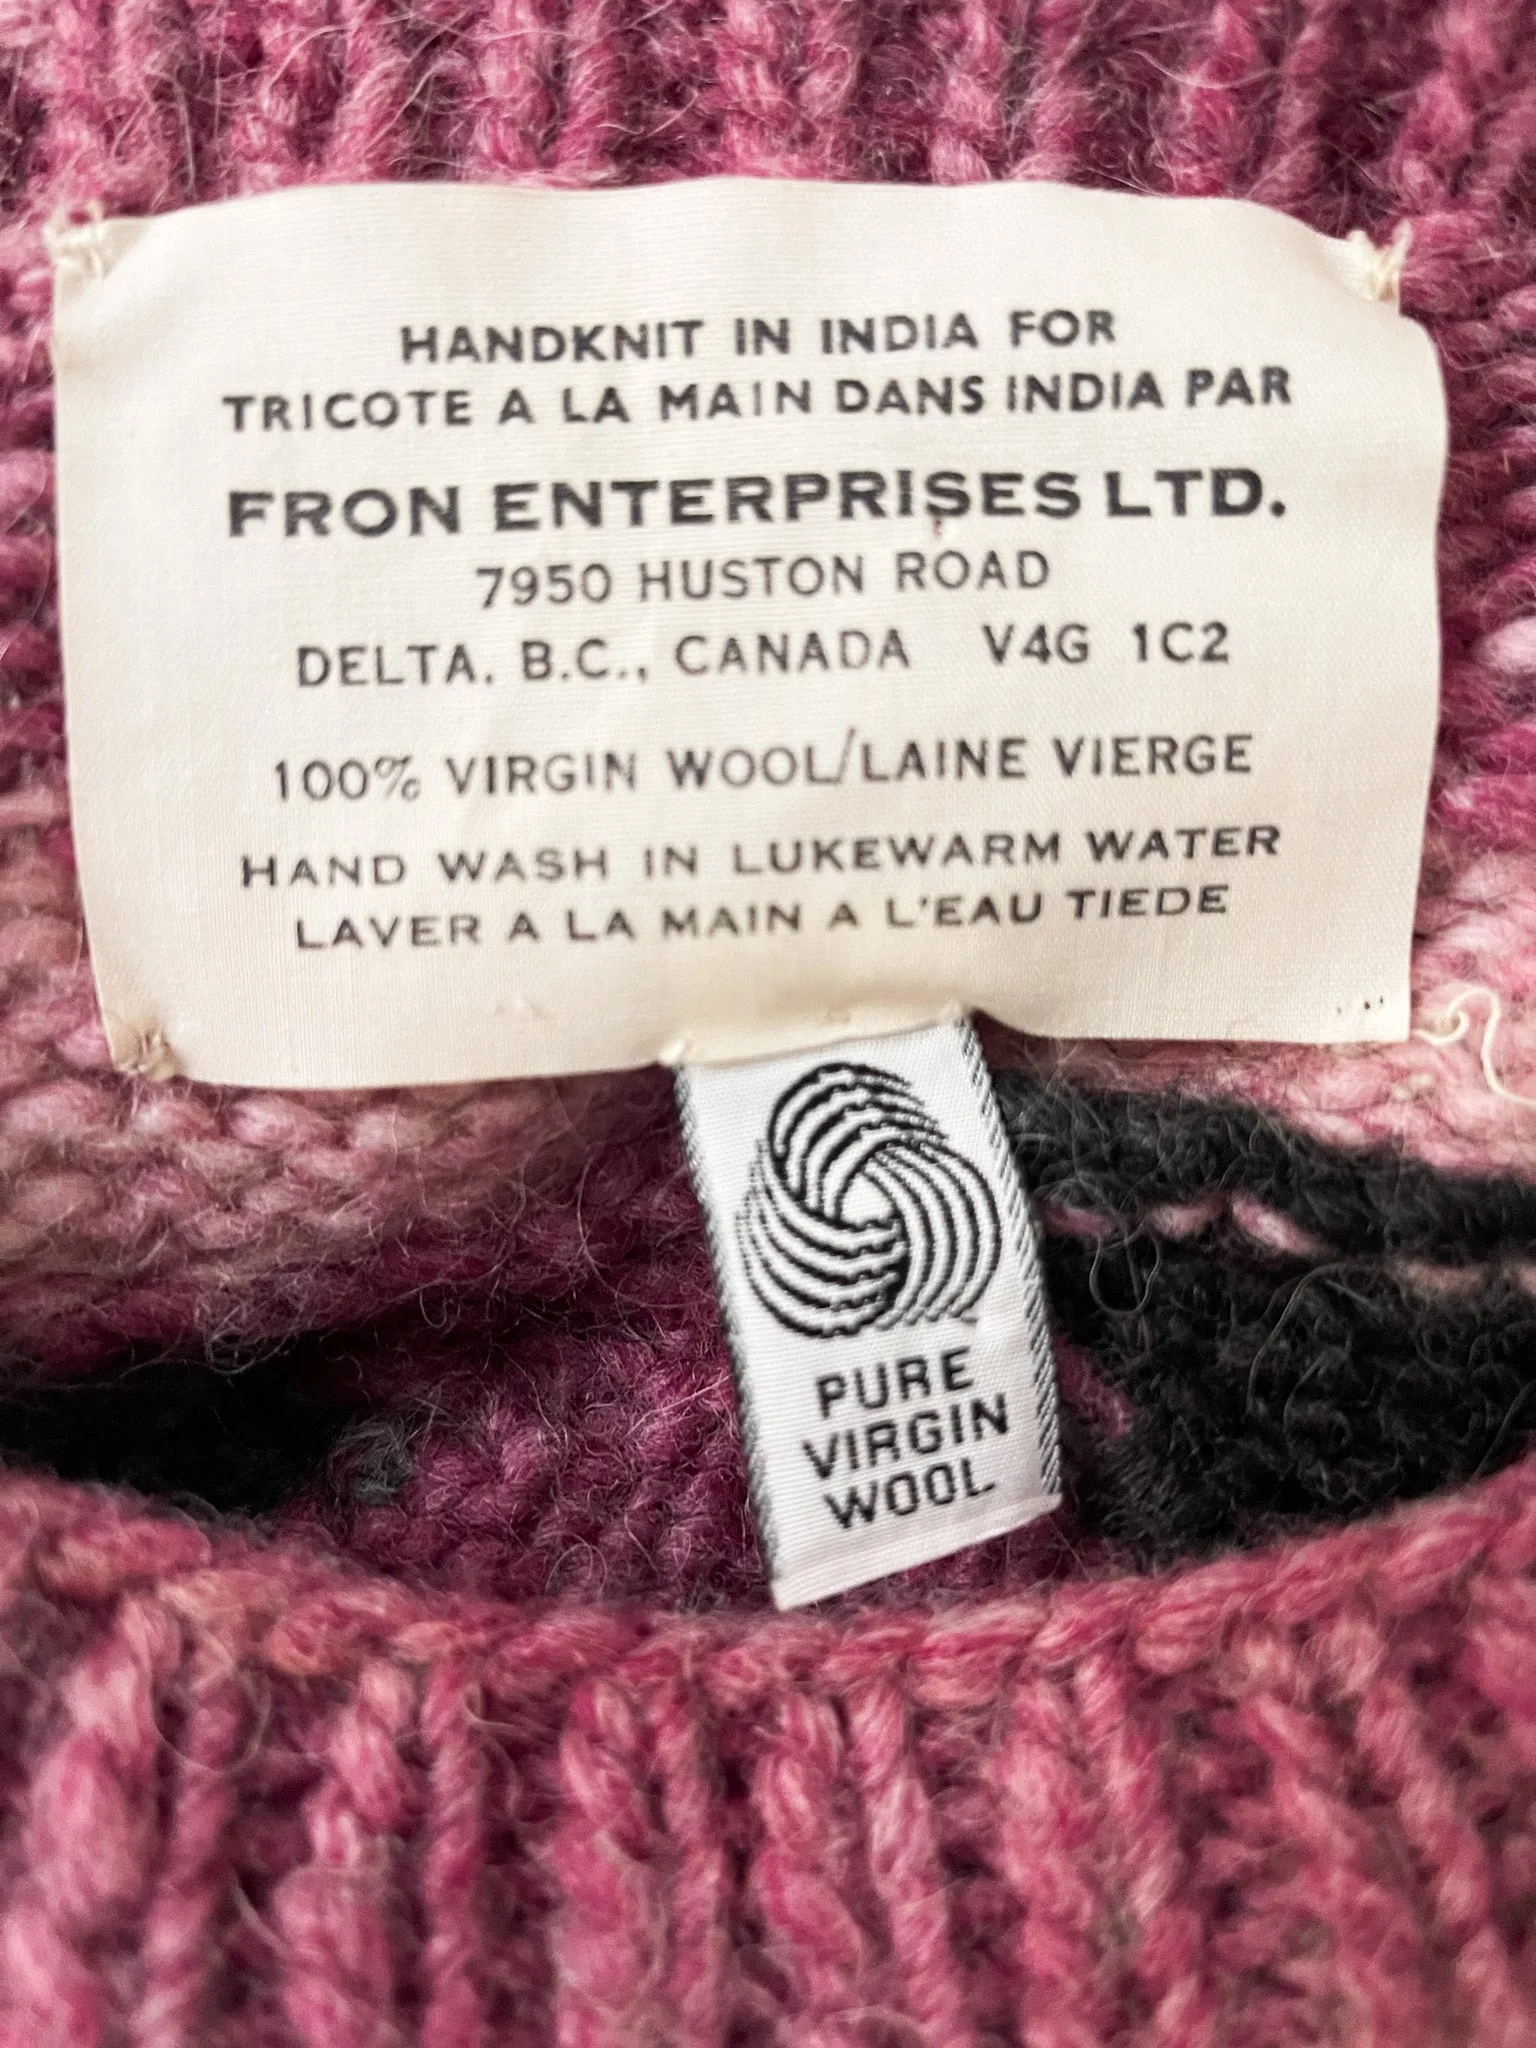 HANDKNIT IN INDIA FOR
TRICOTE A LA MAIN DANS INDIA PAR
FRON ENTERPRISES LTD.
7950 HUSTON ROAD
DELTA. B.C., CANADA V4G 1C2
100% VIRGIN WOOL/LAINE VIERGE
HAND WASH IN LUKEWARM WATER
LAVER A LA MAIN A L'EAU TIEDE
PURE
VIRGIN
WOOL